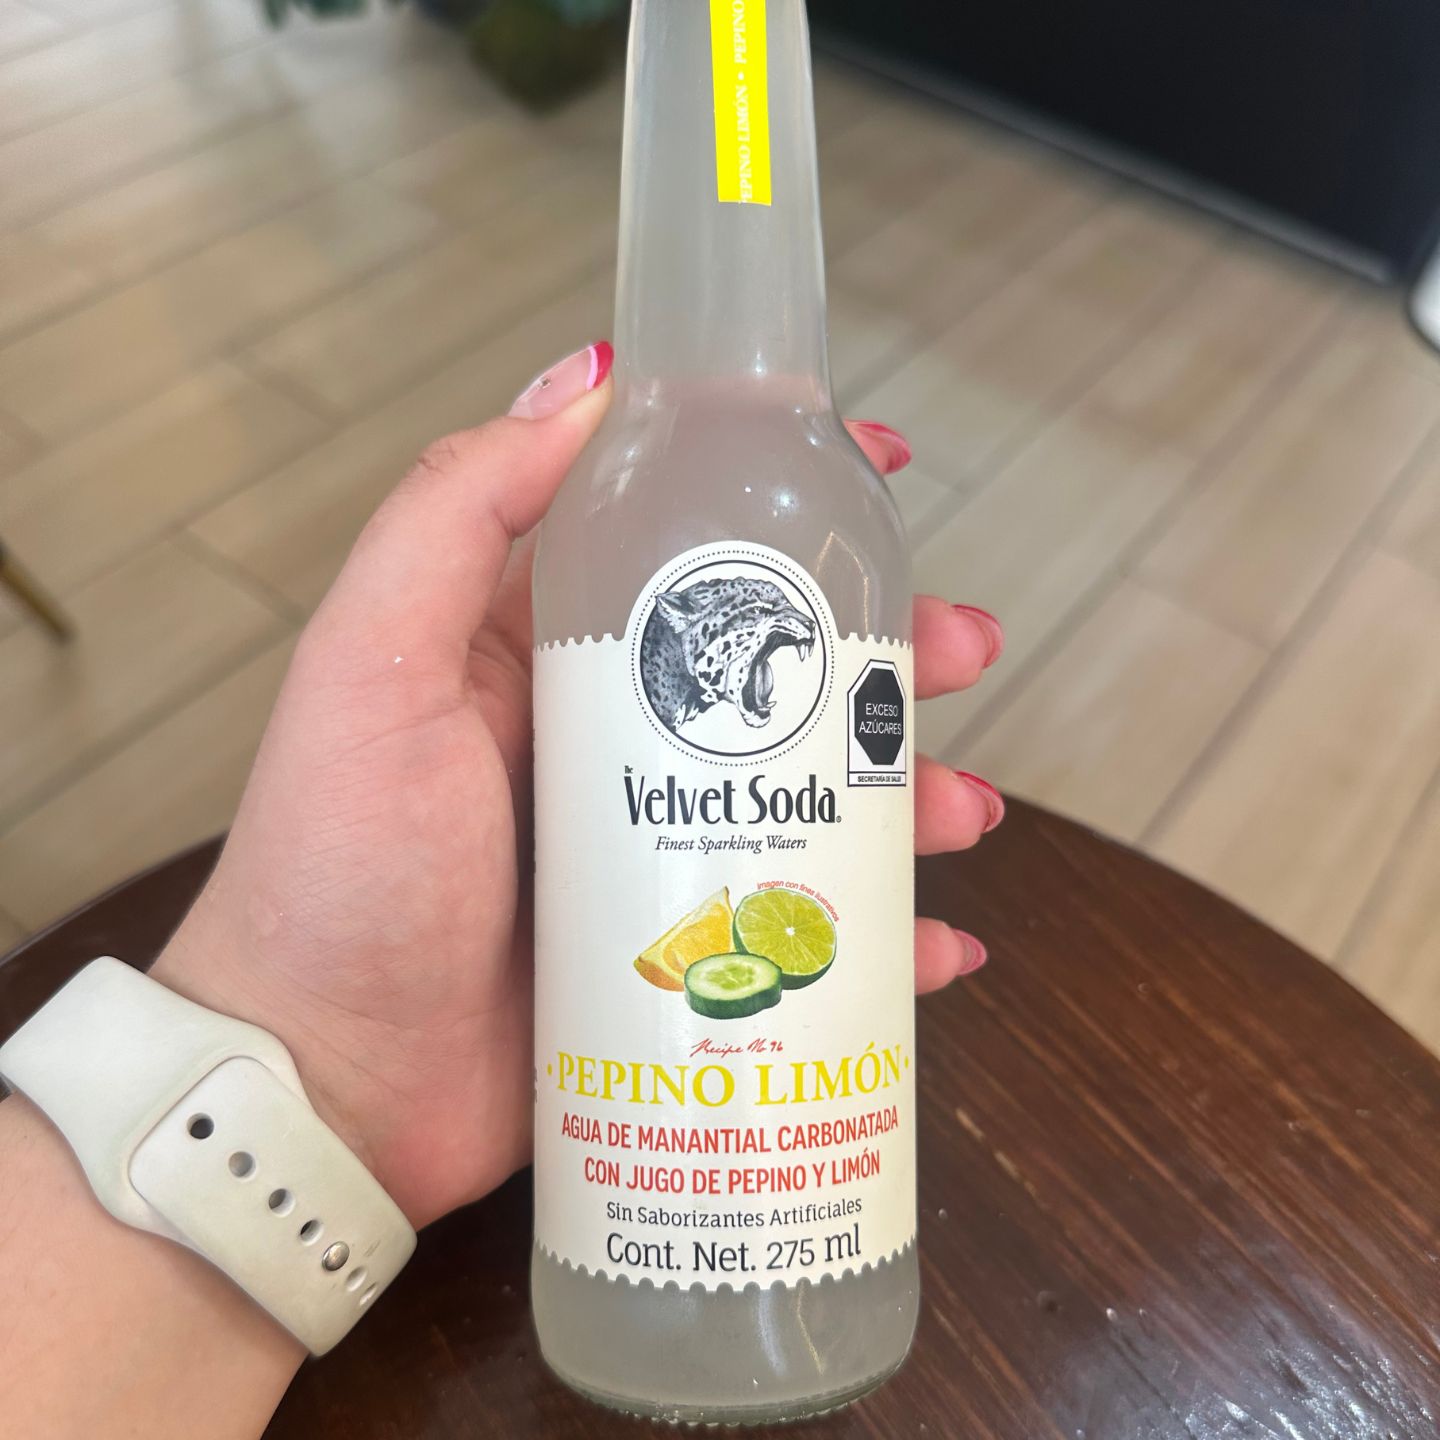 PEPINO LIMÓN • PEPINO
EXCESO
AZÚCARES
SECRETARÍA DE SALUD
The
Velvet Soda®
Finest Sparkling Waters
Imagen con fines ilustrativos
Recipe No 96
• PEPINO LIMÓN •
AGUA DE MANANTIAL CARBONATADA
CON JUGO DE PEPINO Y LIMÓN
Sin Saborizantes Artificiales
Cont. Net. 275 ml